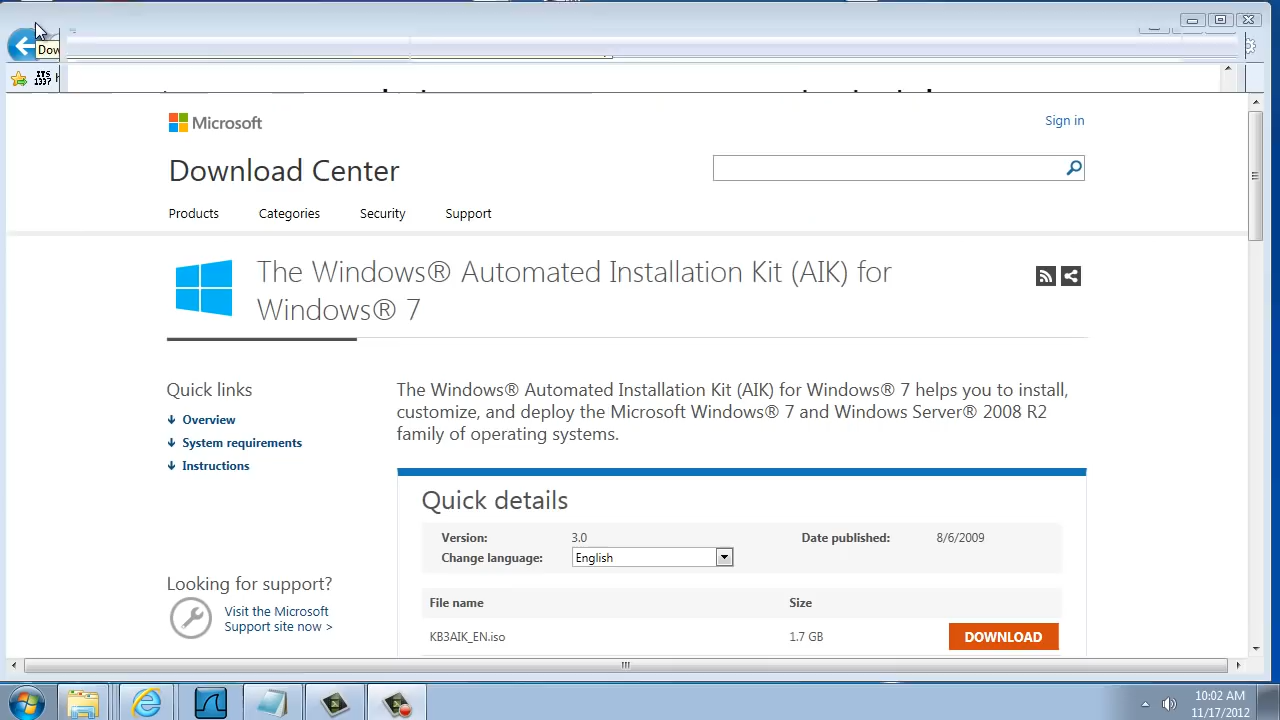 Dow
Microsoft
Sign in
Download Center
Products Categories Security Support
The Windows® Automated Installation Kit (AIK) for
Windows® 7
Quick links
Overview
System requirements
Instructions
The Windows® Automated Installation Kit (AIK) for Windows® 7 helps you to install,
customize, and deploy the Microsoft Windows® 7 and Windows Server® 2008 R2
family of operating systems.
Quick details
Version: 3.0 Date published: 8/6/2009
Change language: English
File name Size
KB3AIK_EN.iso 1.7 GB DOWNLOAD
Looking for support?
Visit the Microsoft
Support site now >
10:02 AM
11/17/2012